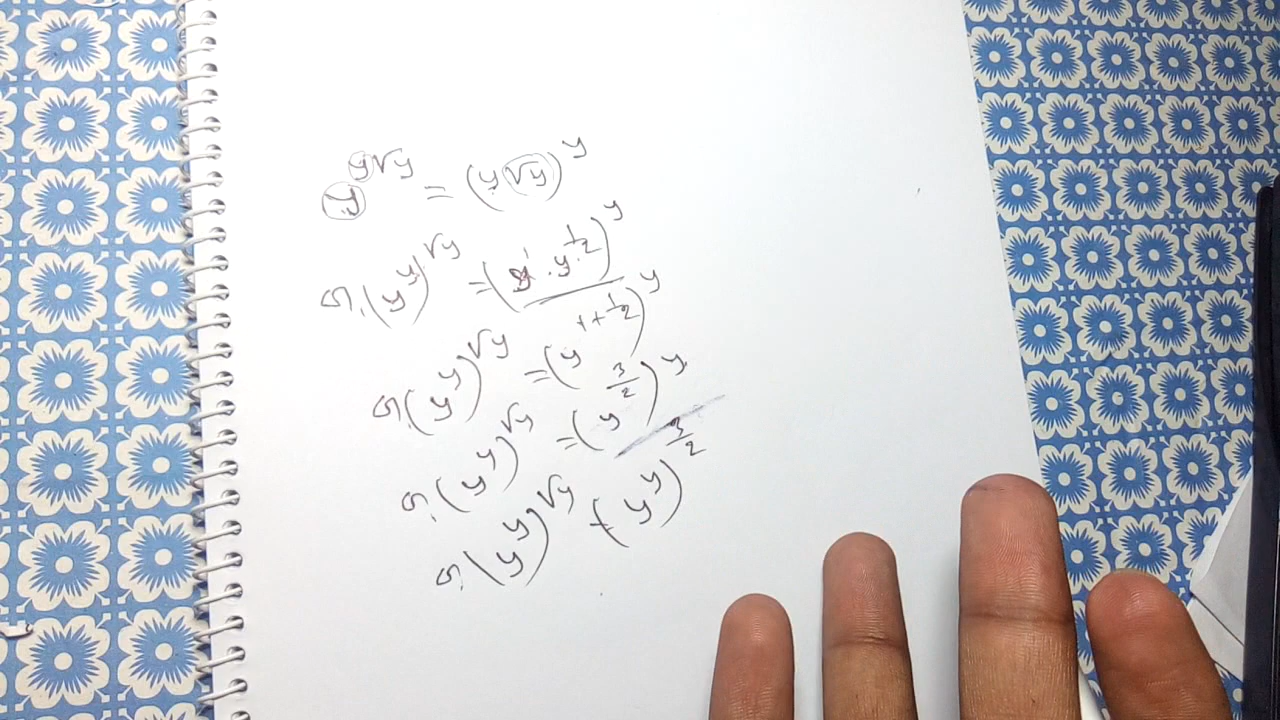 y^{y√y} = (y√y)^y
বা, (y^y)^{√y} = (y^1 . y^{1/2})^y
বা, (y^y)^{√y} = (y^{1+1/2})^y
বা, (y^y)^{√y} = (y^{3/2})^y
বা, (y^y)^{√y} = (y^y)^{3/2}